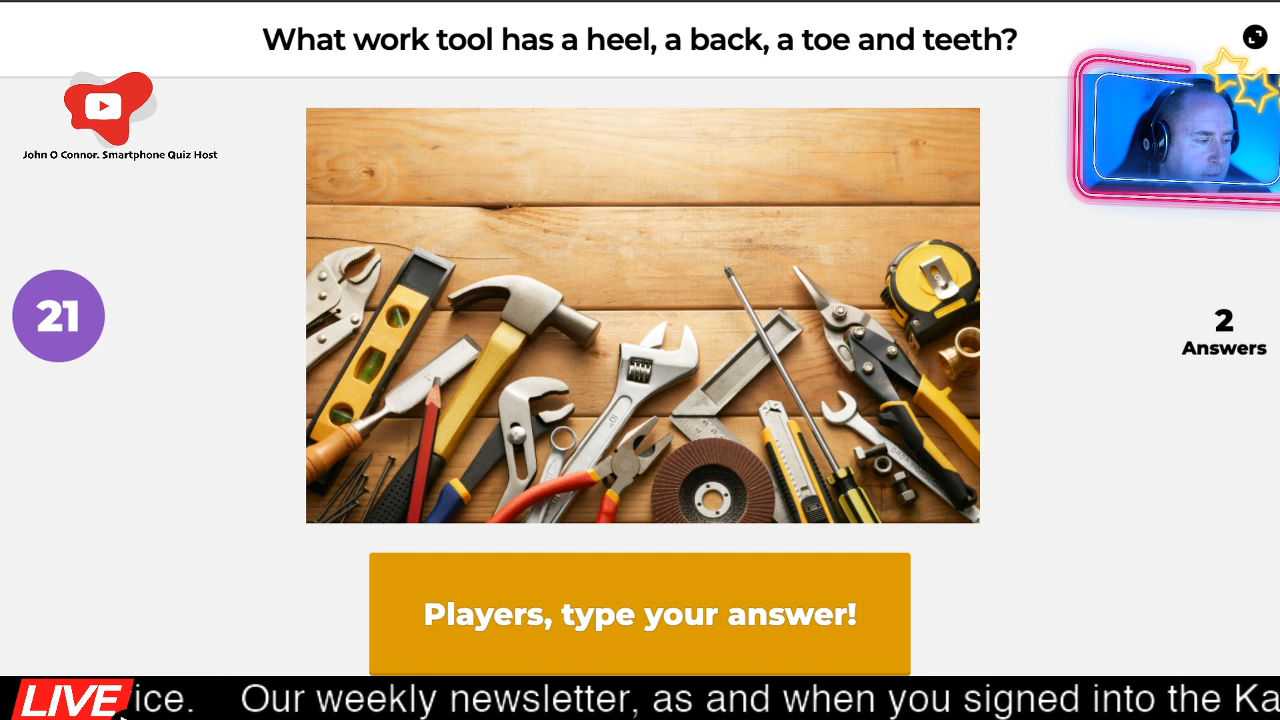 What work tool has a heel, a back, a toe and teeth?
John O Connor. Smartphone Quiz Host
21
2
Answers
Players, type your answer!
LIVE
ice. Our weekly newsletter, as and when you signed into the Ka